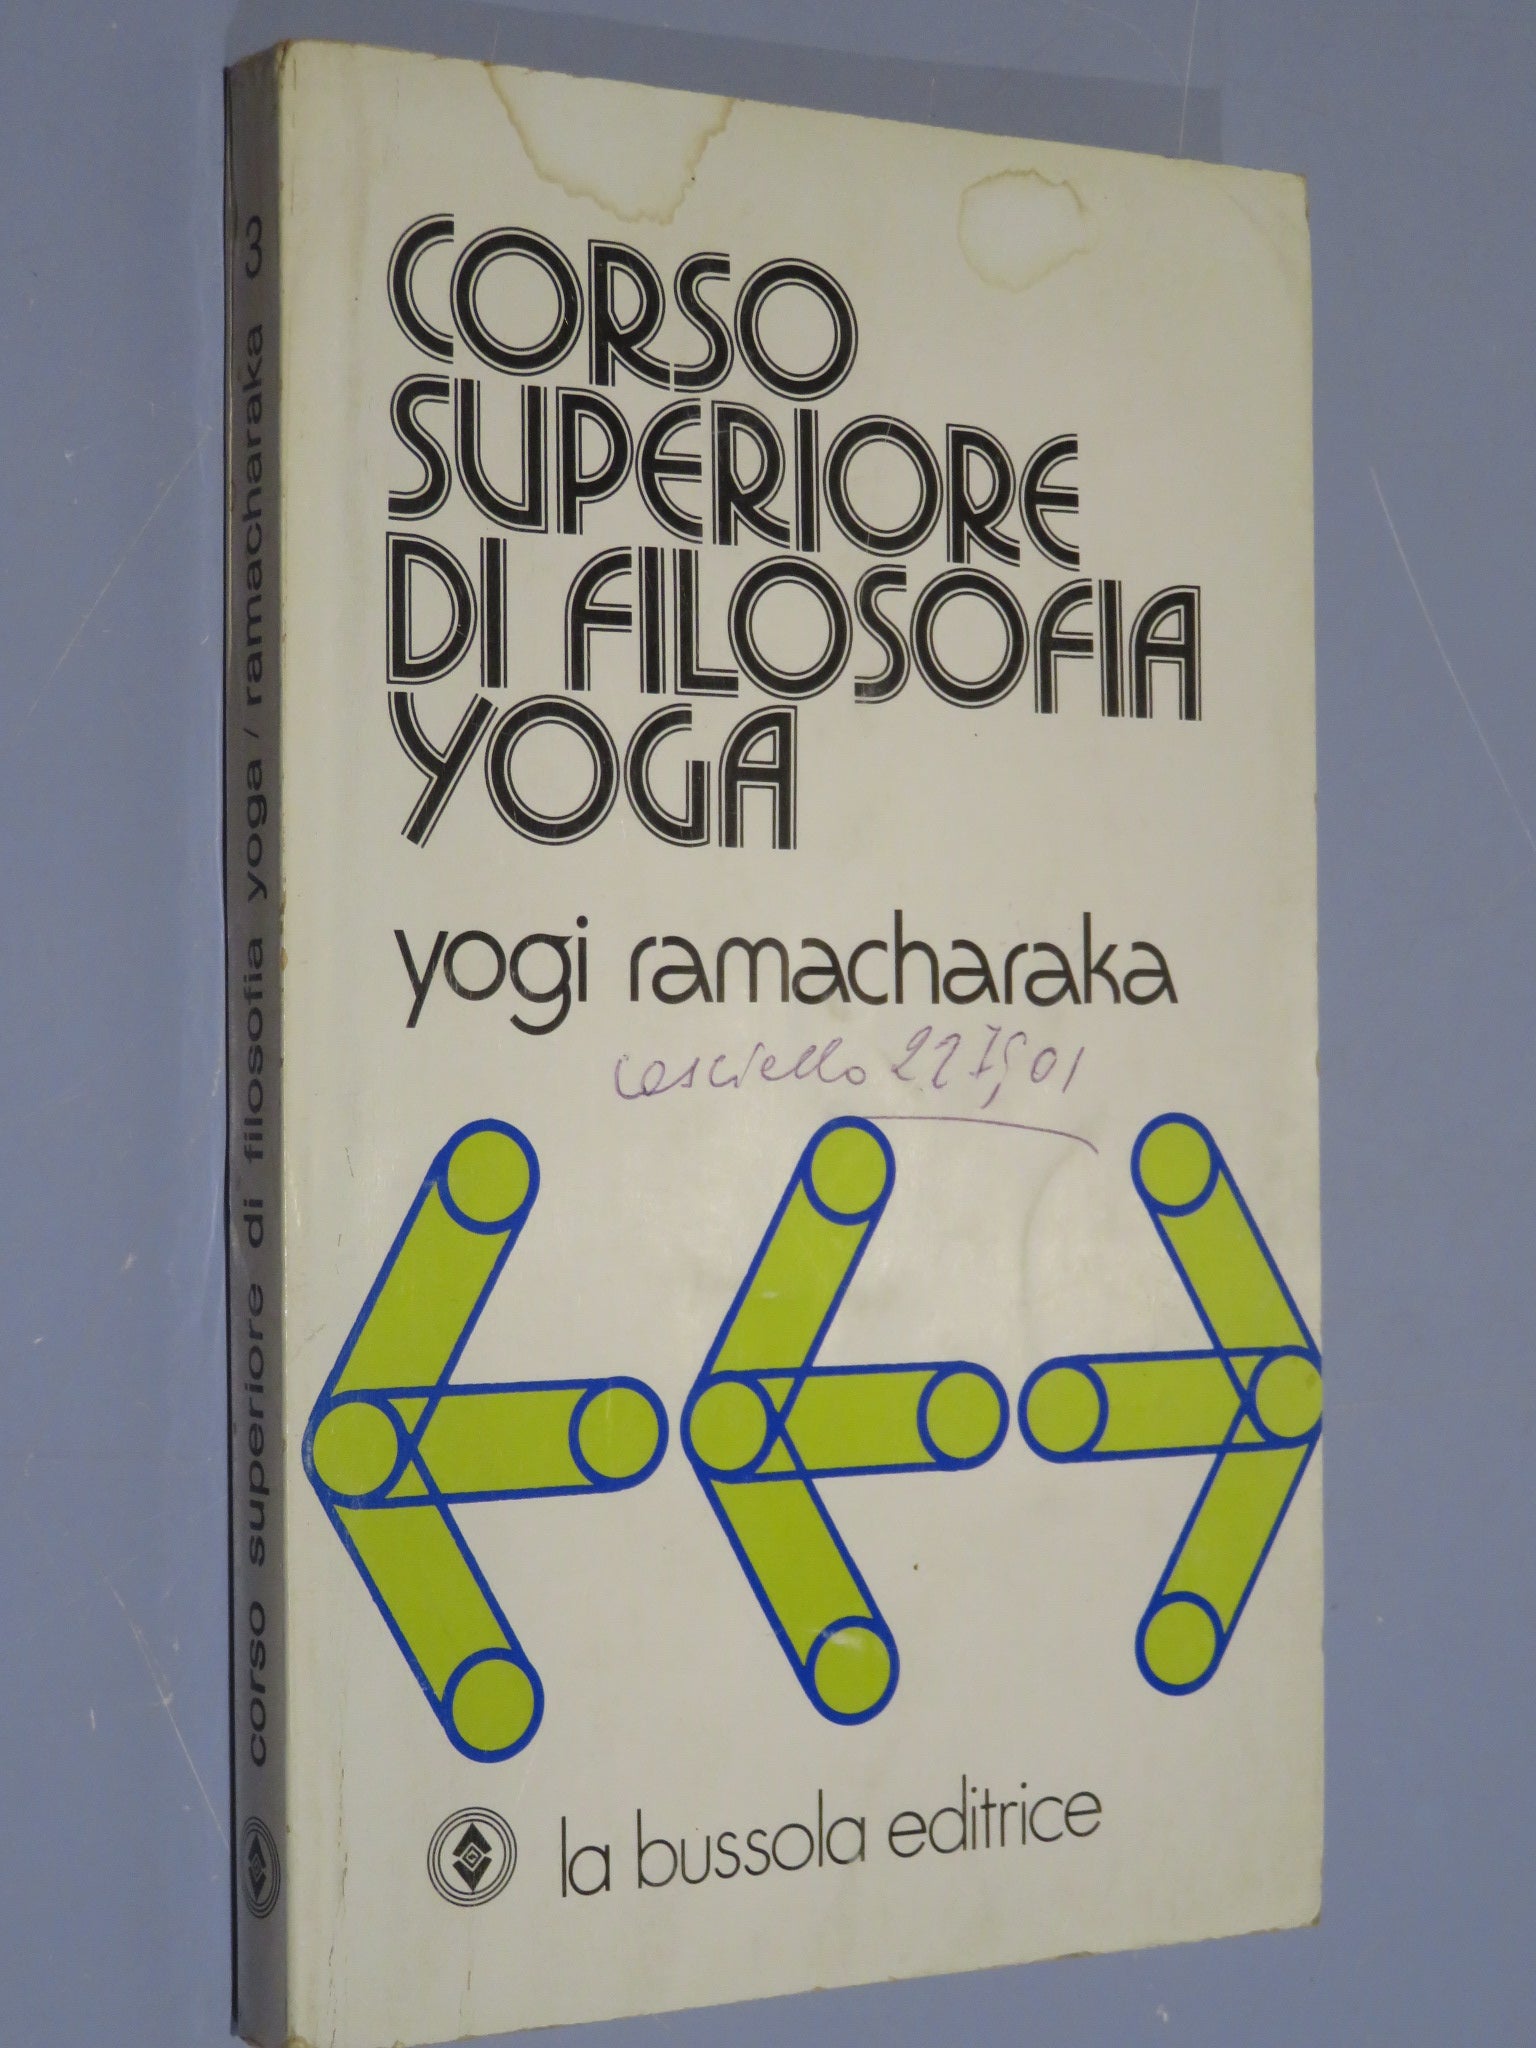 CORSO
SUPERIORE
DI FILOSOFIA
YOGA
yogi ramacharaka
la bussola editrice
corso superiore di filosofia yoga / ramacharaka 3